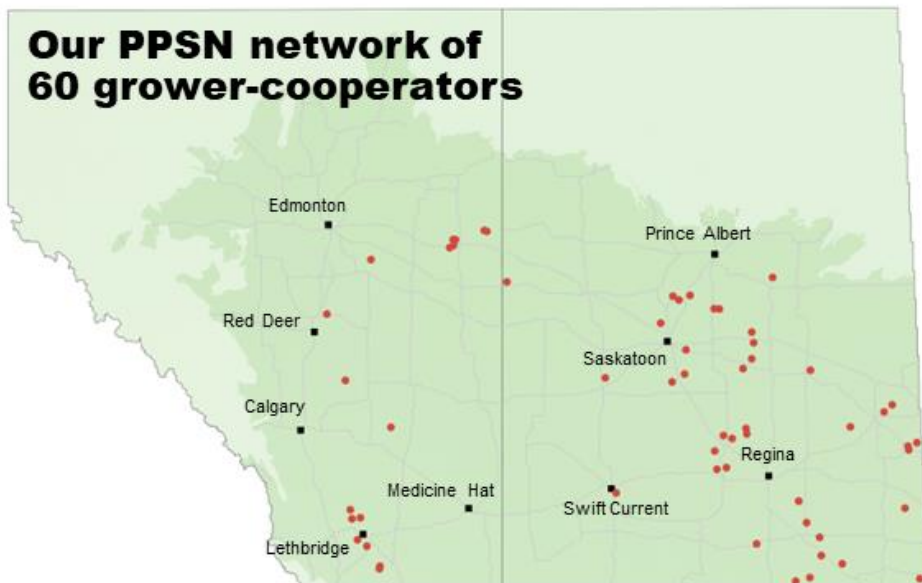 Our PPSN network of
60 grower-cooperators
Edmonton
Prince Albert
Red Deer
Saskatoon
Calgary
Regina
Medicine Hat
Swift Current
Lethbridge